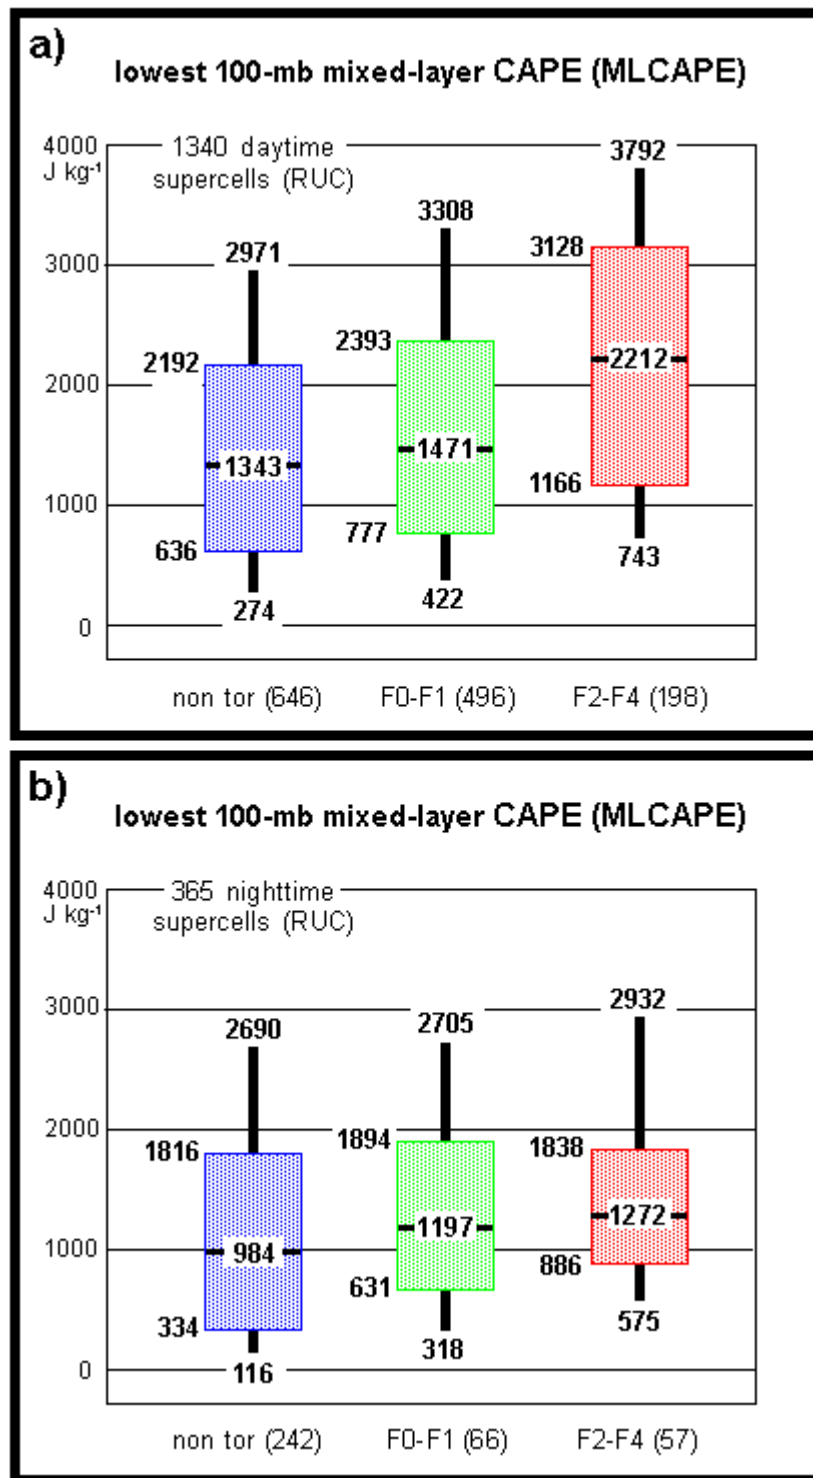 a)
lowest 100-mb mixed-layer CAPE (MLCAPE)
4000
J kg⁻¹
1340 daytime
supercells (RUC)
3000
2000
1000
0
2971
2192
1343
636
274
3308
2393
1471
777
422
3792
3128
2212
1166
743
non tor (646)
F0-F1 (496)
F2-F4 (198)
b)
lowest 100-mb mixed-layer CAPE (MLCAPE)
4000
J kg⁻¹
365 nighttime
supercells (RUC)
3000
2000
1000
0
2690
1816
984
334
116
2705
1894
1197
631
318
2932
1838
1272
886
575
non tor (242)
F0-F1 (66)
F2-F4 (57)